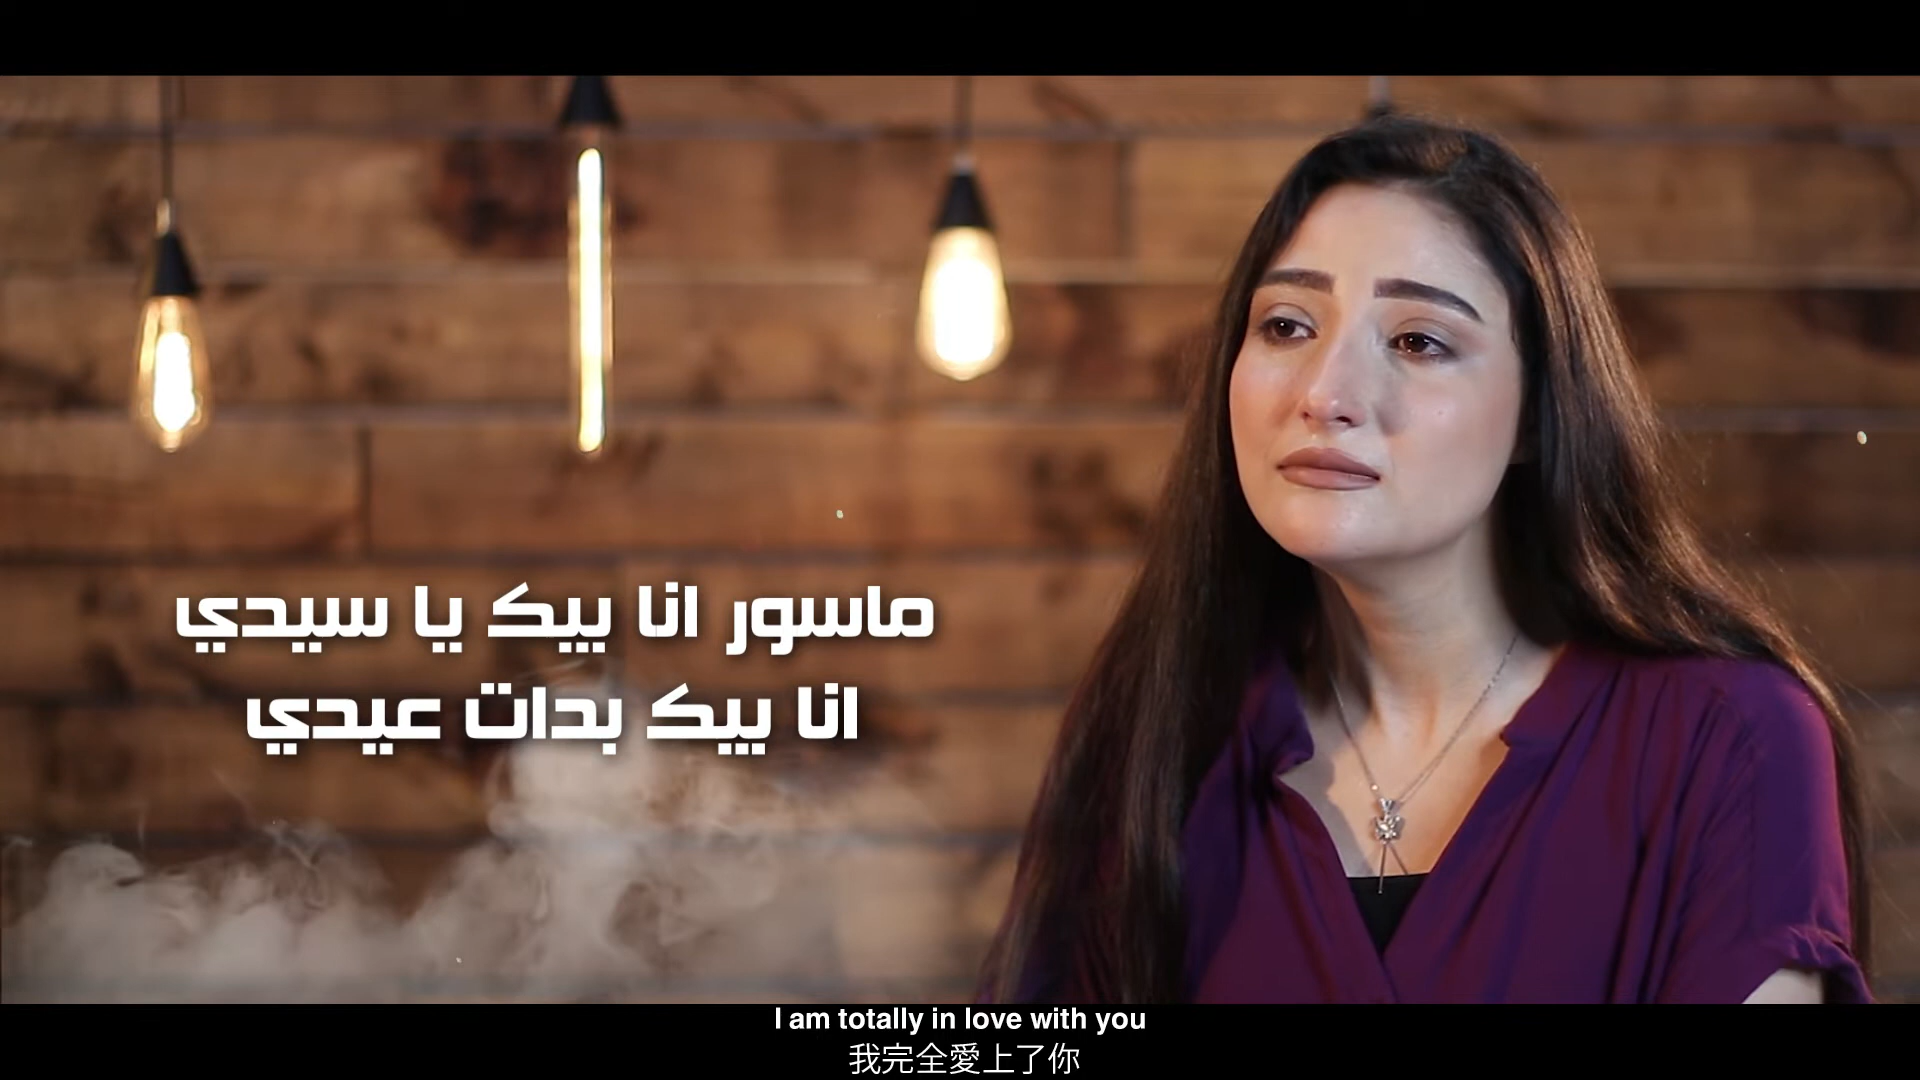 ماسور انا بيك يا سيدي
انا بيك بدات عيدي
I am totally in love with you
我完全愛上了你